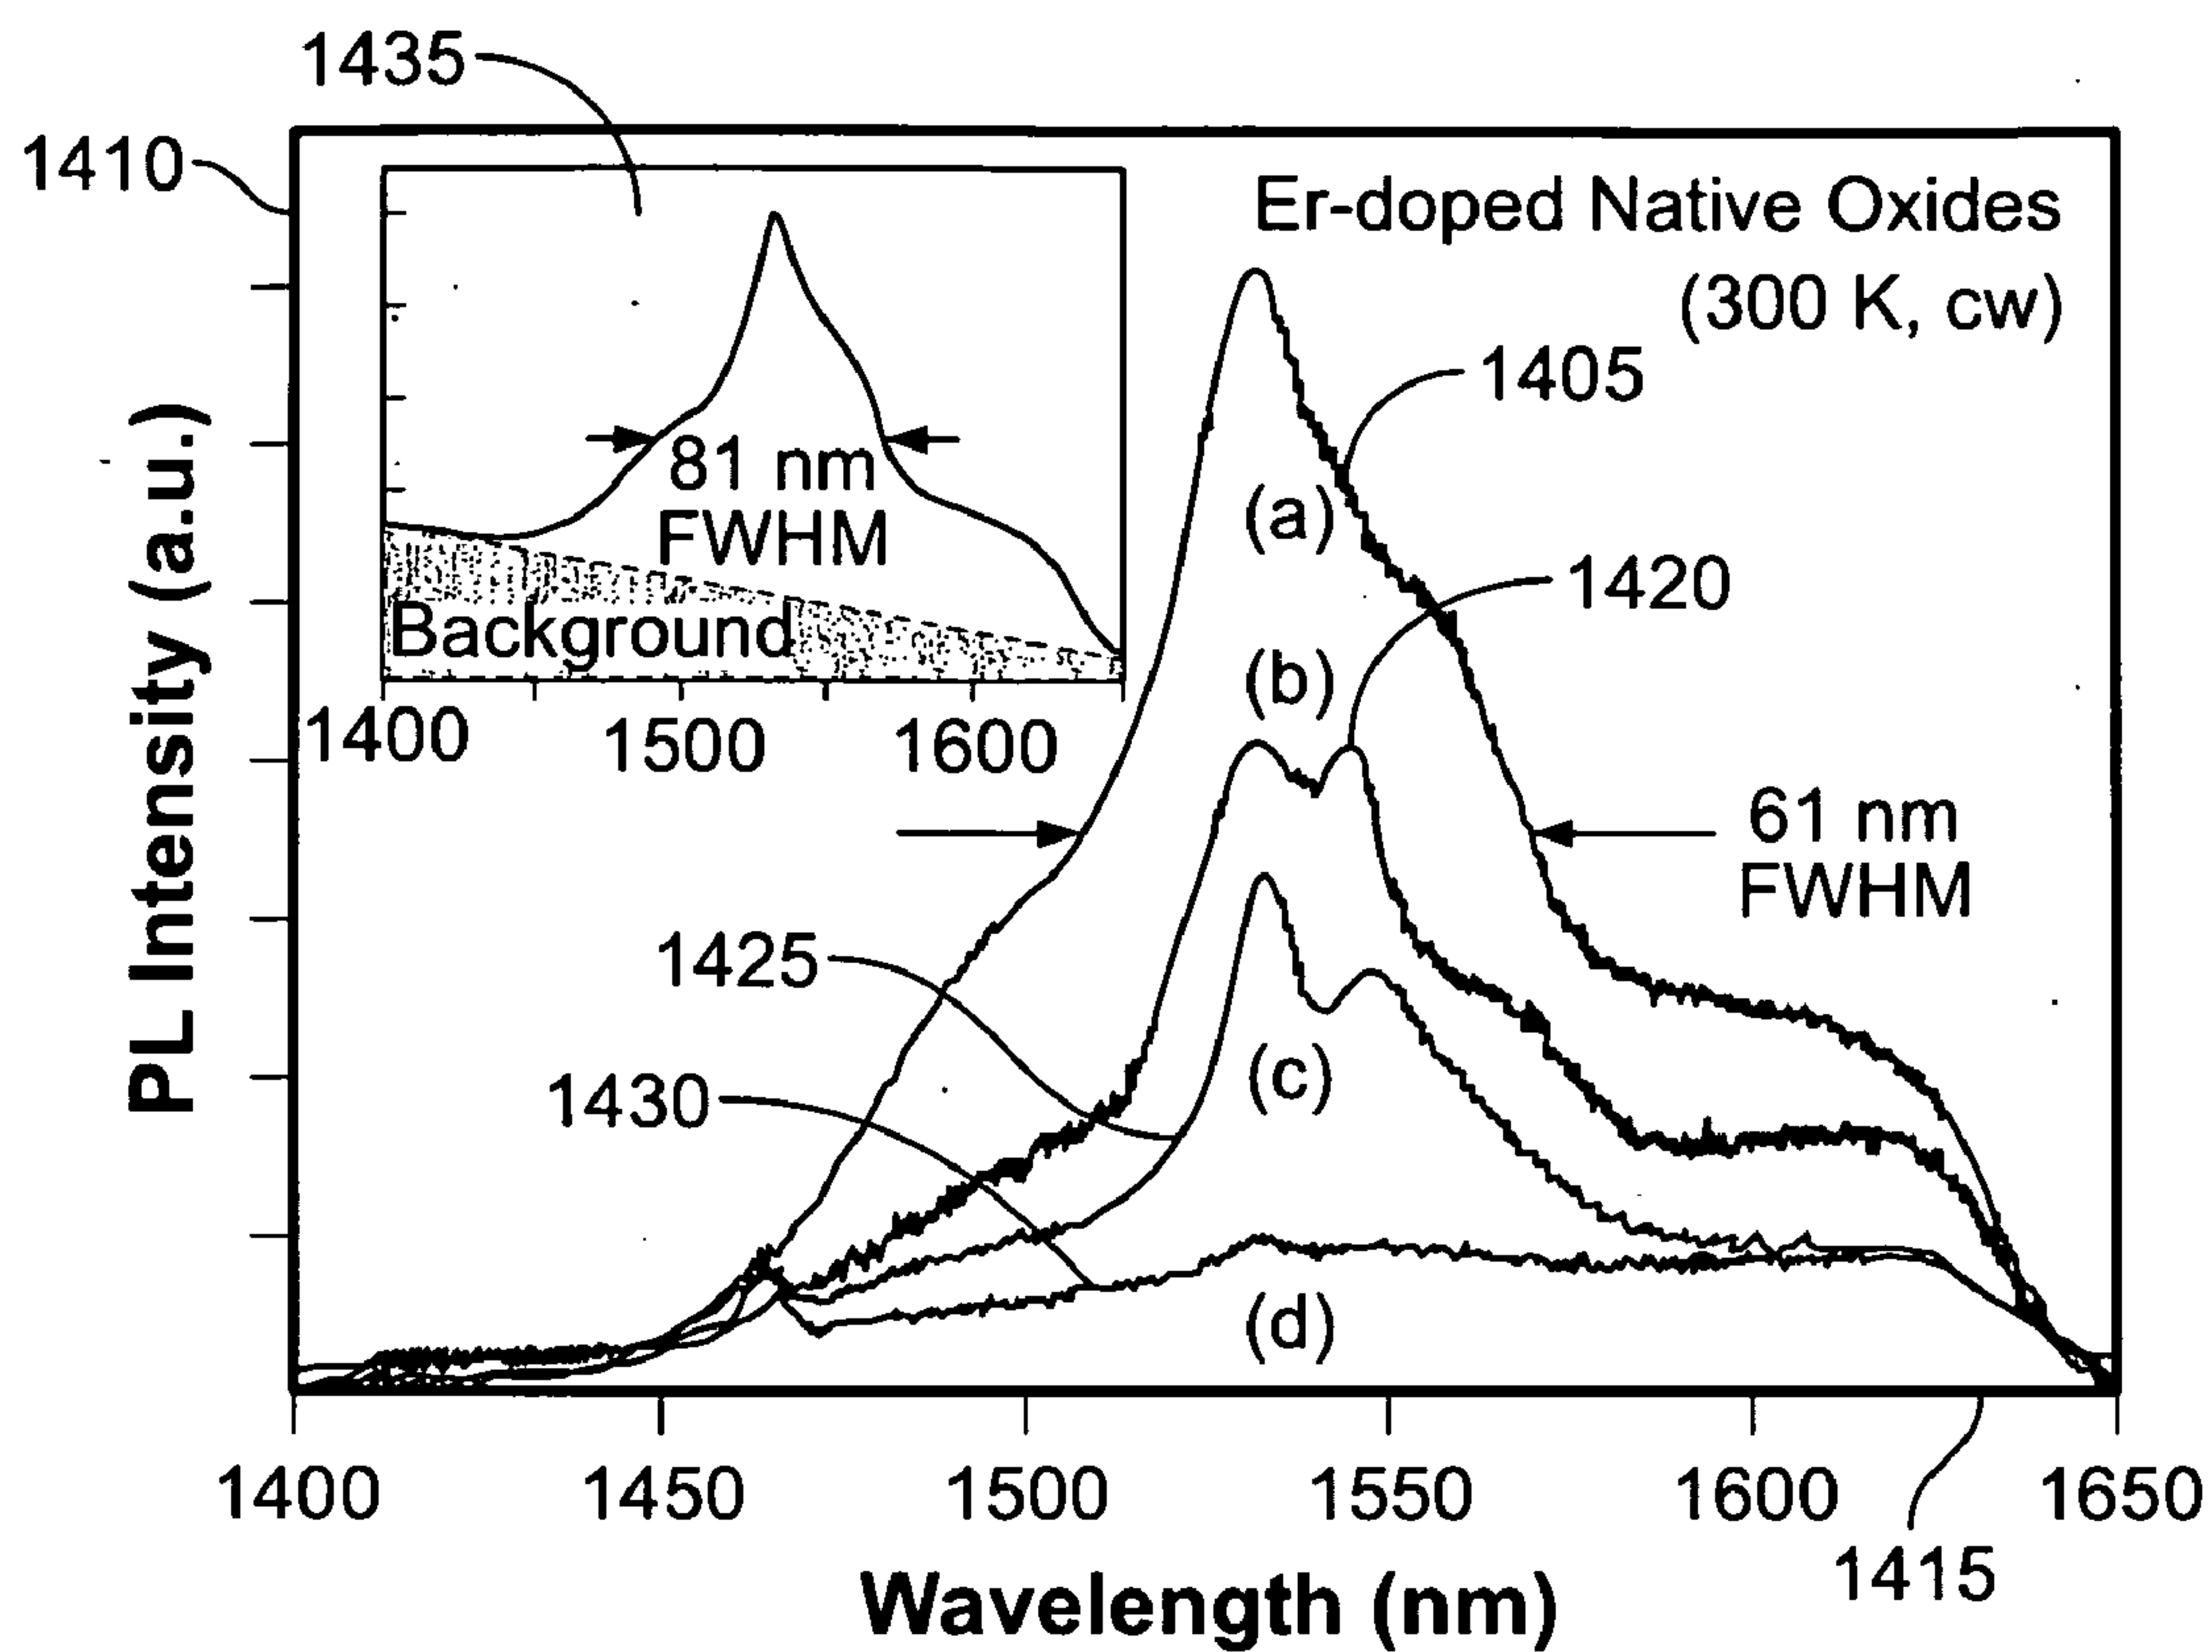 1435
1410
Er-doped Native Oxides
(300 K, cw)
1405
81 nm
FWHM
(a)
1420
Background
(b)
1400
1500
1600
61 nm
FWHM
PL Intensity (a.u.)
1425
(c)
1430
(d)
1400
1450
1500
1550
1600
1650
1415
Wavelength (nm)